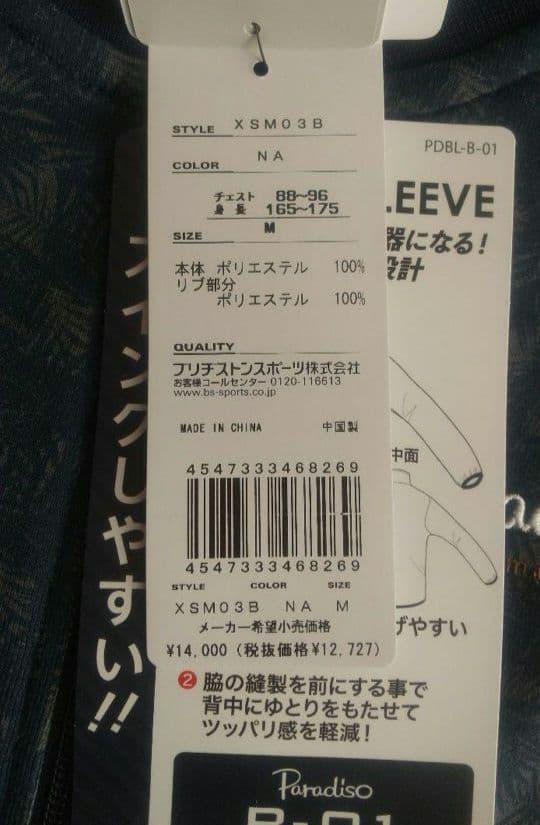 STYLE XSM03B
COLOR NA
チェスト 88~96
身長 165~175
SIZE M
本体 ポリエステル 100%
リブ部分
ポリエステル 100%
QUALITY
ブリヂストンスポーツ株式会社
お客様コールセンター 0120-116613
www.bs-sports.co.jp
MADE IN CHINA 中国製
4547333468269
4547333468269
STYLE COLOR SIZE
XSM03B NA M
メーカー希望小売価格
¥14,000 (税抜価格¥12,727)
PDBL-B-01
LEEVE
器になる!
設計
中面
げやすい
スイングしやすい!!
2 脇の縫製を前にする事で
背中にゆとりをもたせて
ツッパリ感を軽減!
Paradiso
B-01